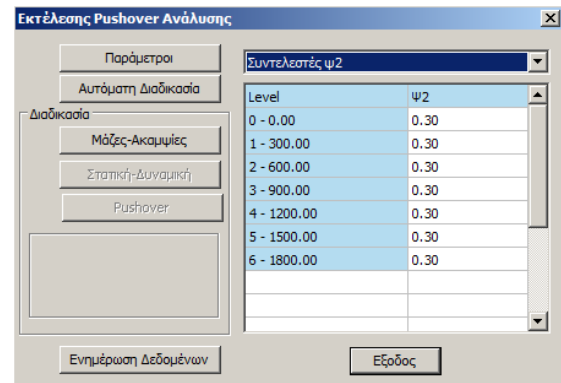 Εκτέλεσης Pushover Ανάλυσης
Παράμετροι
Αυτόματη Διαδικασία
Διαδικασία
Μάζες-Ακαμψίες
Στατική-Δυναμική
Pushover
Ενημέρωση Δεδομένων
Συντελεστές ψ2
Level Ψ2
0 - 0.00 0.30
1 - 300.00 0.30
2 - 600.00 0.30
3 - 900.00 0.30
4 - 1200.00 0.30
5 - 1500.00 0.30
6 - 1800.00 0.30
Εξοδος